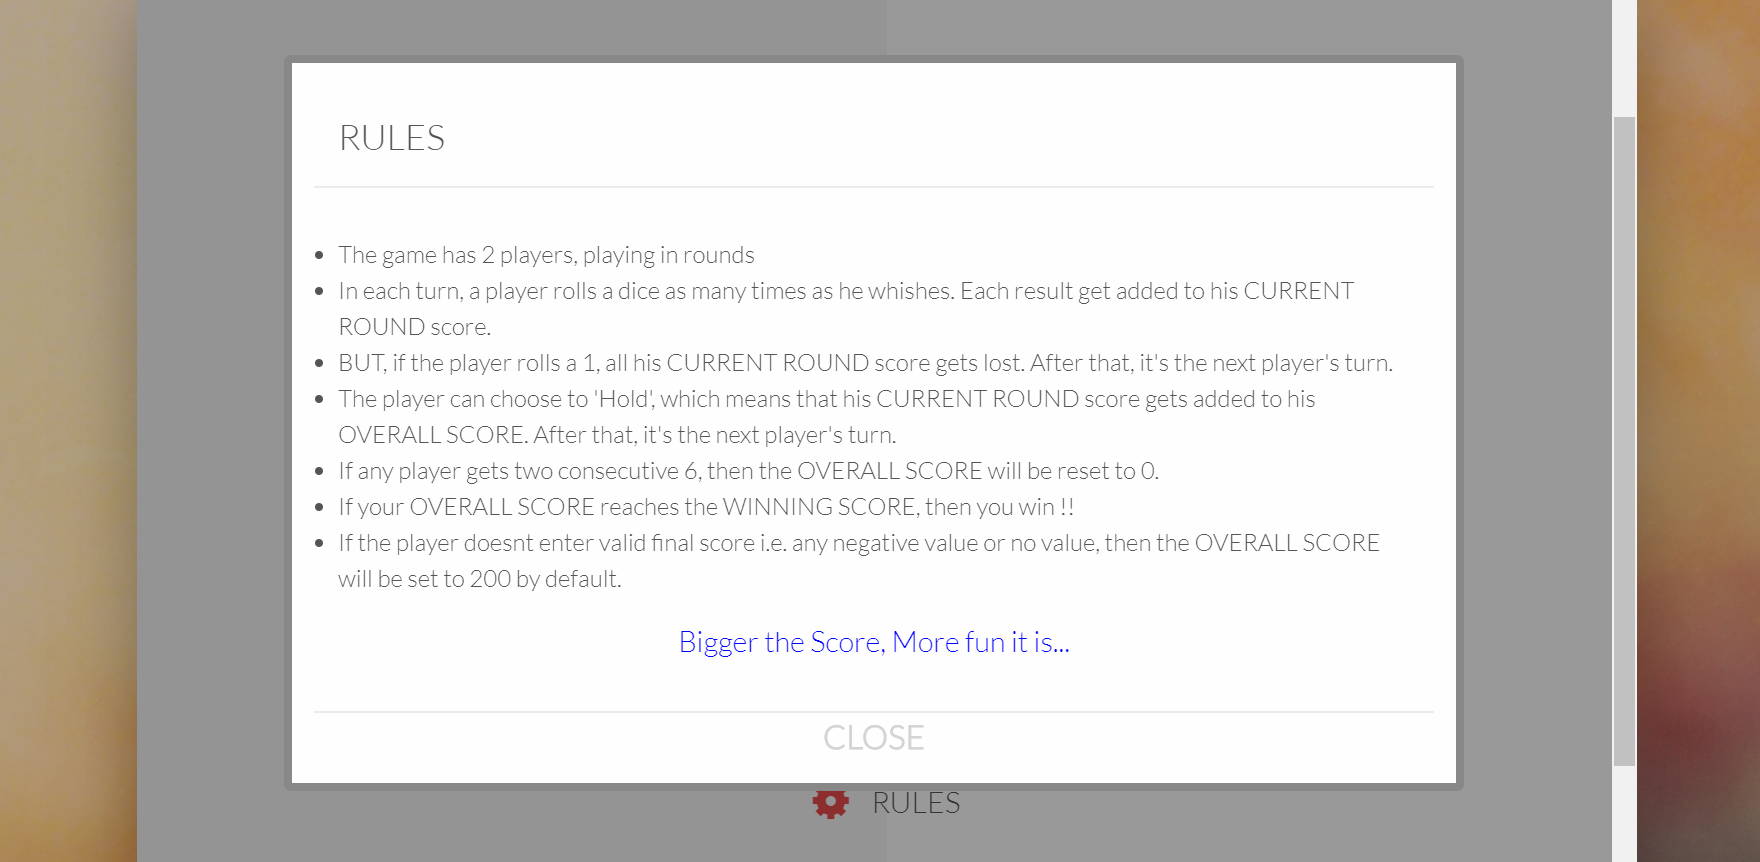 RULES
The game has 2 players, playing in rounds
In each turn, a player rolls a dice as many times as he whishes. Each result get added to his CURRENT
ROUND score.
BUT, if the player rolls a 1, all his CURRENT ROUND score gets lost. After that, it's the next player's turn.
The player can choose to 'Hold', which means that his CURRENT ROUND score gets added to his
OVERALL SCORE. After that, it's the next player's turn.
If any player gets two consecutive 6, then the OVERALL SCORE will be reset to 0.
If your OVERALL SCORE reaches the WINNING SCORE, then you win !!
If the player doesnt enter valid final score i.e. any negative value or no value, then the OVERALL SCORE
will be set to 200 by default.
Bigger the Score, More fun it is...
CLOSE
RULES